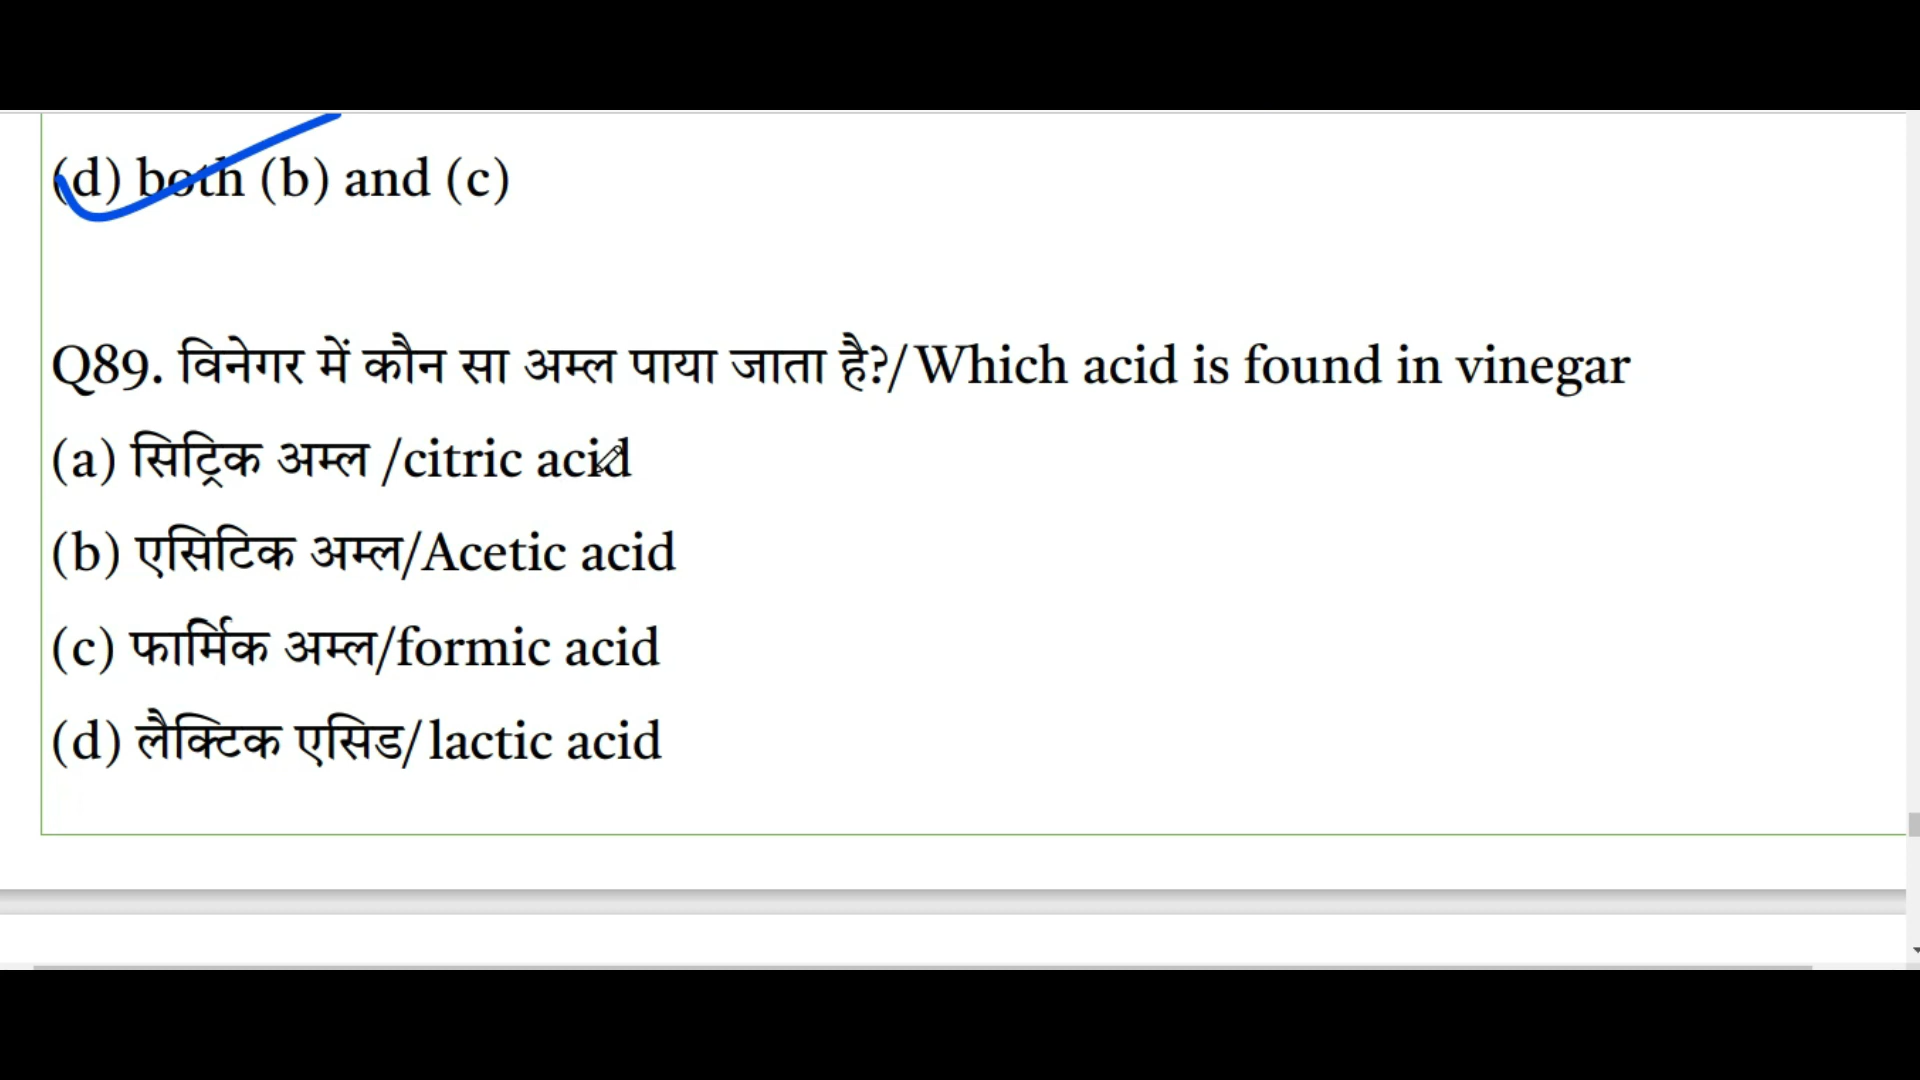 (d) both (b) and (c)
Q89. विनेगर में कौन सा अम्ल पाया जाता है?/Which acid is found in vinegar
(a) सिट्रिक अम्ल /citric acid
(b) एसिटिक अम्ल/Acetic acid
(c) फार्मिक अम्ल/formic acid
(d) लैक्टिक एसिड/lactic acid